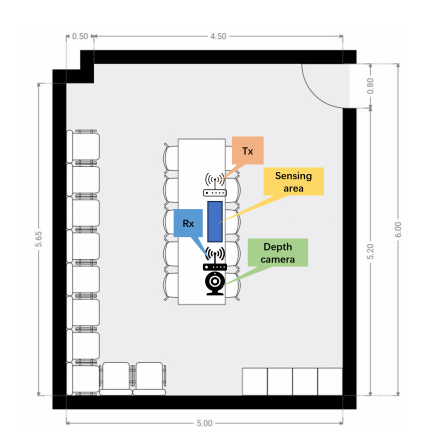 0.50
4.50
0.80
Tx
Sensing
area
Rx
5.65
6.00
Depth
camera
5.20
5.00